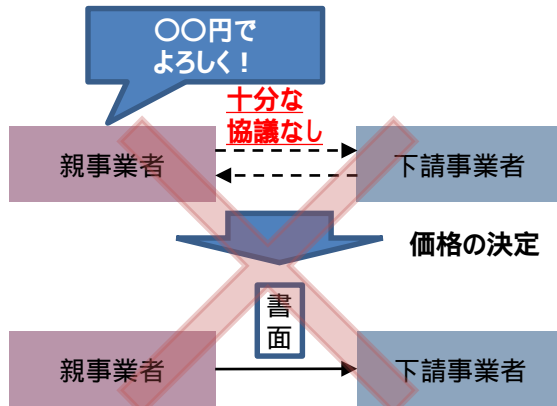 〇〇円で
よろしく！
十分な
協議なし
親事業者
下請事業者
価格の決定
書
面
親事業者
下請事業者